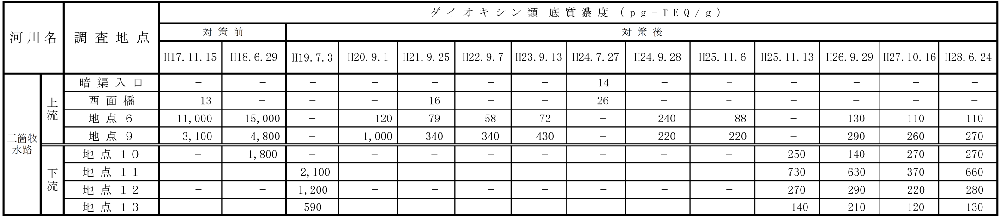 ダイオキシン類 底質濃度 (pg-TEQ/g)
河川名 調査地点 対策前 対策後
H17.11.15 H18.6.29 H19.7.3 H20.9.1 H21.9.25 H22.9.7 H23.9.13 H24.7.27 H24.9.28 H25.11.6 H25.11.13 H26.9.29 H27.10.16 H28.6.24
三箇牧
水路
上
流
暗渠入口 － － － － － － － 14 － － － － － －
西面橋 13 － － － 16 － － 26 － － － － － －
地点６ 11,000 15,000 － 120 79 58 72 － 240 88 － 130 110 110
地点９ 3,100 4,800 － 1,000 340 340 430 － 220 220 － 290 260 270
下
流
地点１０ － 1,800 － － － － － － － － 250 140 270 270
地点１１ － － 2,100 － － － － － － － 730 630 370 660
地点１２ － － 1,200 － － － － － － － 270 290 220 280
地点１３ － － 590 － － － － － － － 140 210 120 130